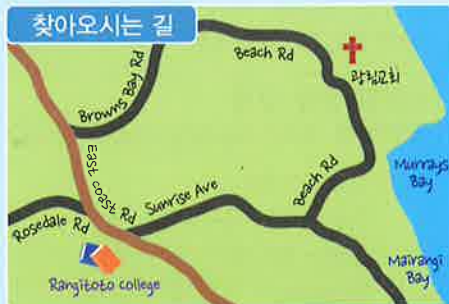 찾아오시는 길
Beach Rd
광림교회
Browns Bay Rd
East coast Rd
Murrays
Bay
Beach Rd
Sunrise Ave
Rosedale Rd
Mairangi
Bay
Rangitoto college